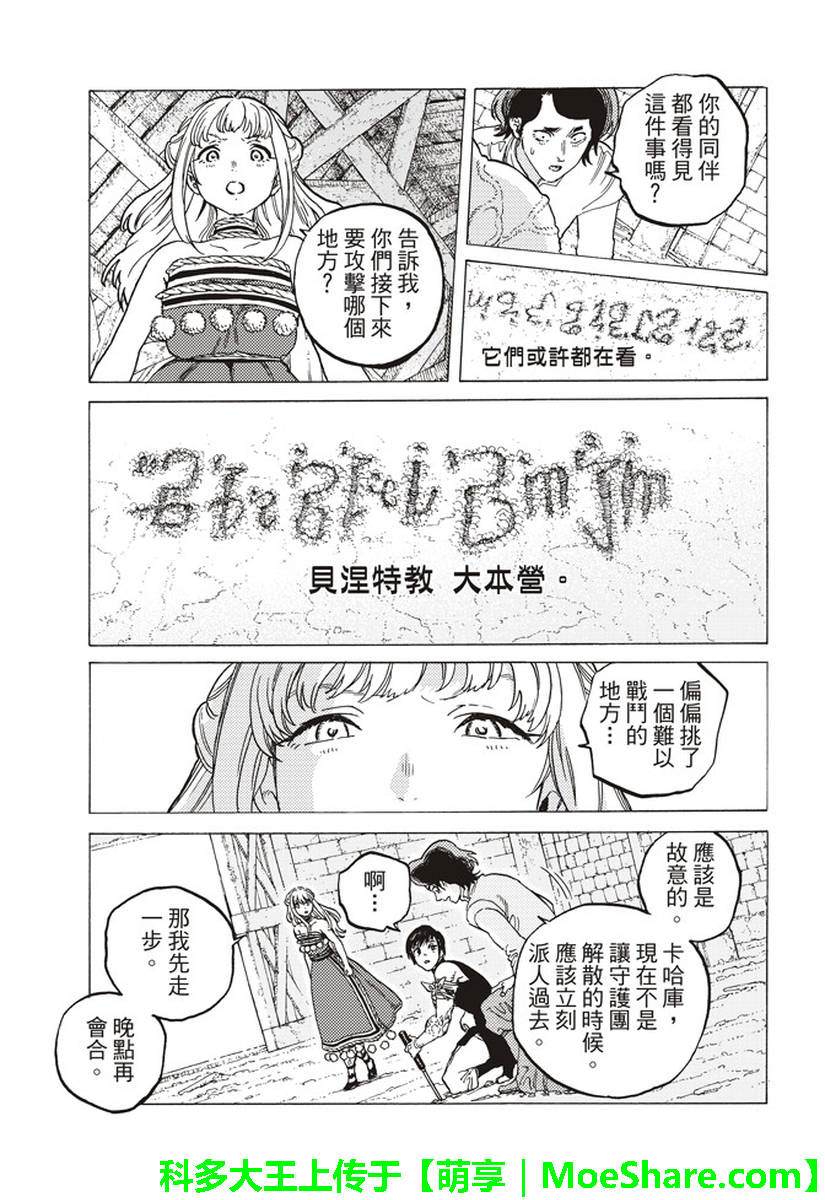 你的同伴
都看得見
這件事嗎？
告訴我，
你們接下來
要攻擊哪個
地方？
它們或許都在看。
貝涅特教 大本營。
偏偏挑了
一個難以
戰鬥的
地方…
應該是
故意的。
卡哈庫，
現在不是
讓守護團
解散的時候。
應該立刻
派人過去。
啊…
那我先走
一步。
晚點再
會合。
科多大王上传于【萌享】|MoeShare.com】